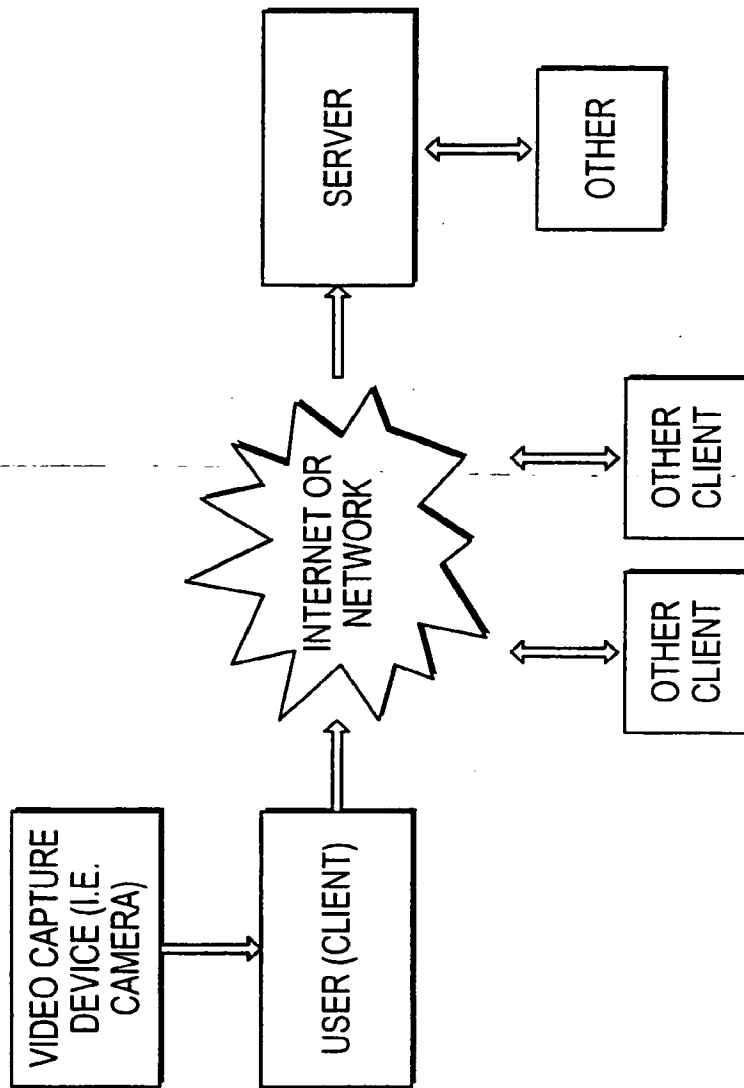 VIDEO CAPTURE
DEVICE (I.E.
CAMERA)
USER (CLIENT)
INTERNET OR
NETWORK
SERVER
OTHER
CLIENT
OTHER
CLIENT
OTHER